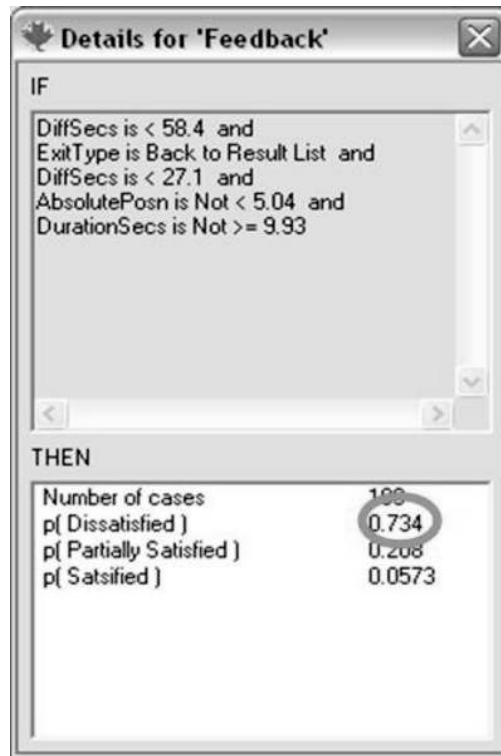 Details for 'Feedback'
IF
DiffSecs is < 58.4 and
ExitType is Back to Result List and
DiffSecs is < 27.1 and
AbsolutePosn is Not < 5.04 and
DurationSecs is Not >= 9.93
THEN
Number of cases
p( Dissatisfied ) 0.734
p( Partially Satisfied ) 0.208
p( Satsified ) 0.0573